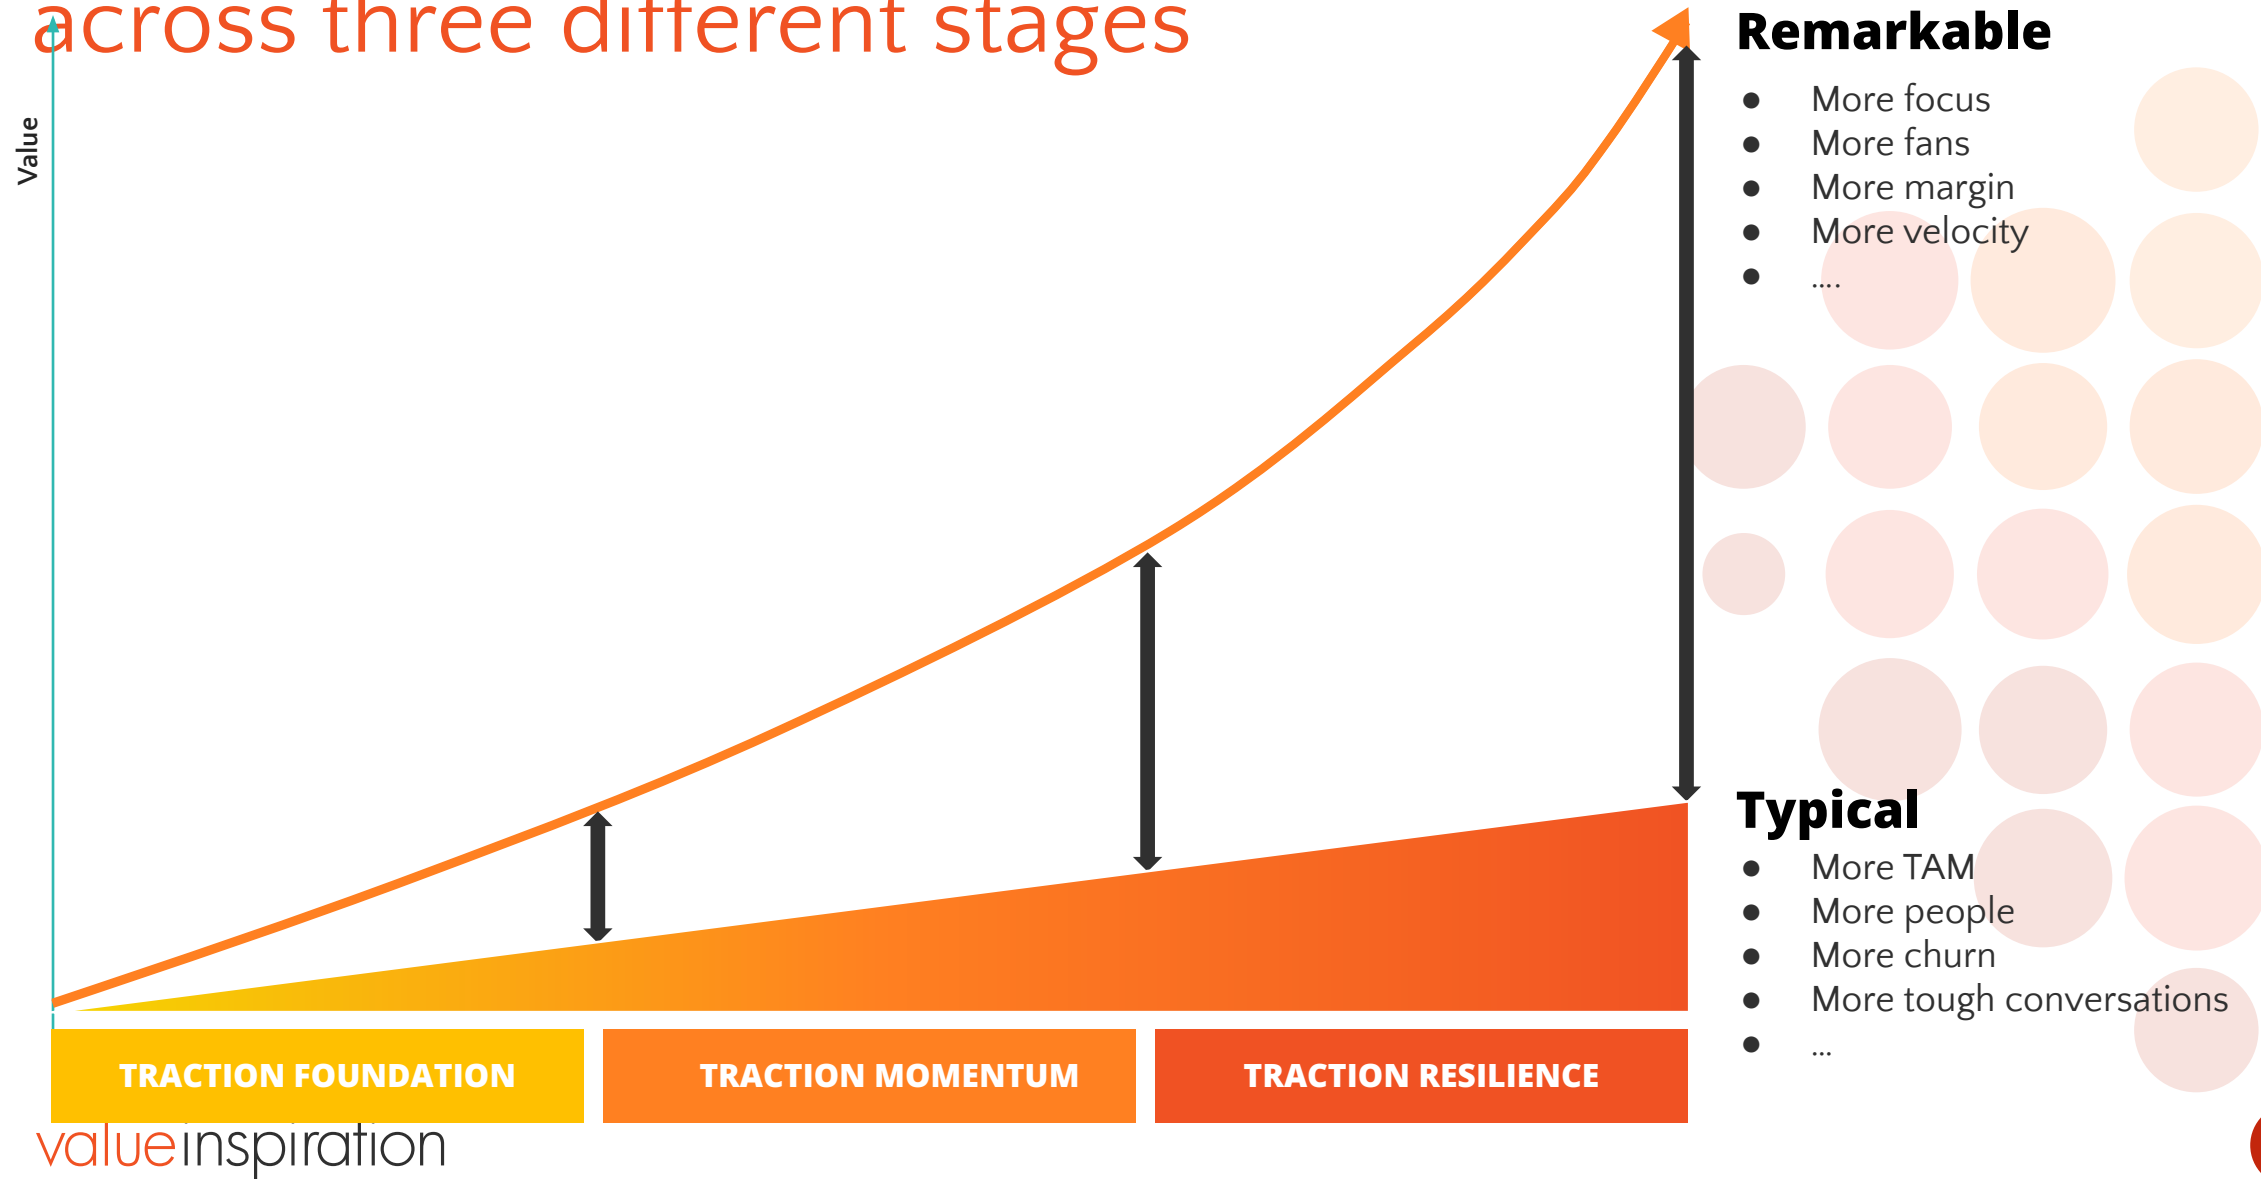 across three different stages
Value
Remarkable
● More focus
● More fans
● More margin
● More velocity
● ....
Typical
● More TAM
● More people
● More churn
● More tough conversations
● ...
TRACTION FOUNDATION
TRACTION MOMENTUM
TRACTION RESILIENCE
valueinspiration